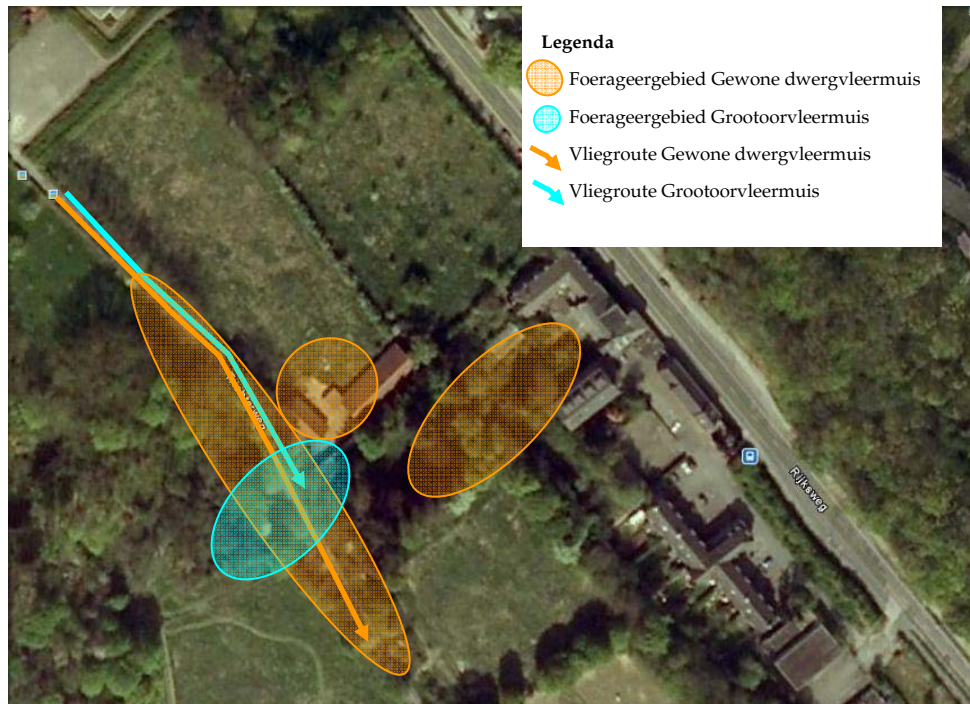 Legenda
Foerageergebied Gewone dwergvleermuis
Foerageergebied Grootoorvleermuis
Vliegroute Gewone dwergvleermuis
Vliegroute Grootoorvleermuis
Rijksweg